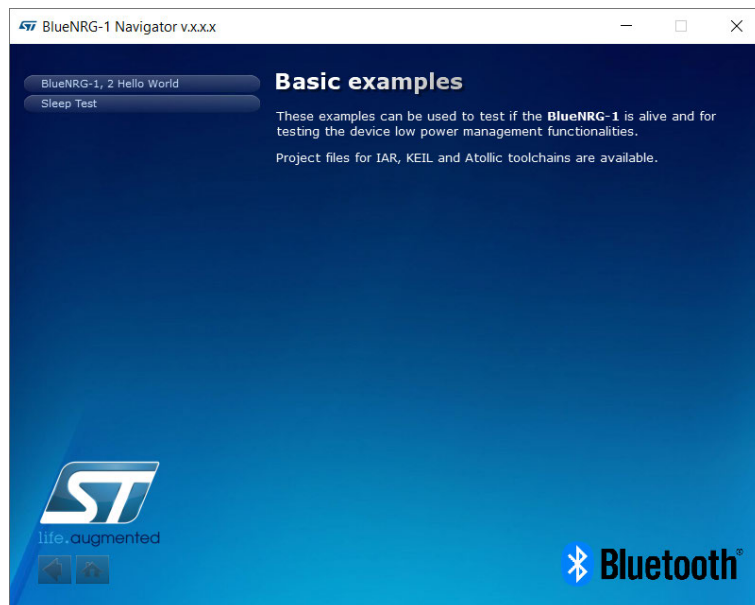 BlueNRG-1 Navigator v.x.x.x
BlueNRG-1, 2 Hello World
Sleep Test
Basic examples
These examples can be used to test if the BlueNRG-1 is alive and for
testing the device low power management functionalities.
Project files for IAR, KEIL and Atollic toolchains are available.
ST
life.augmented
Bluetooth®